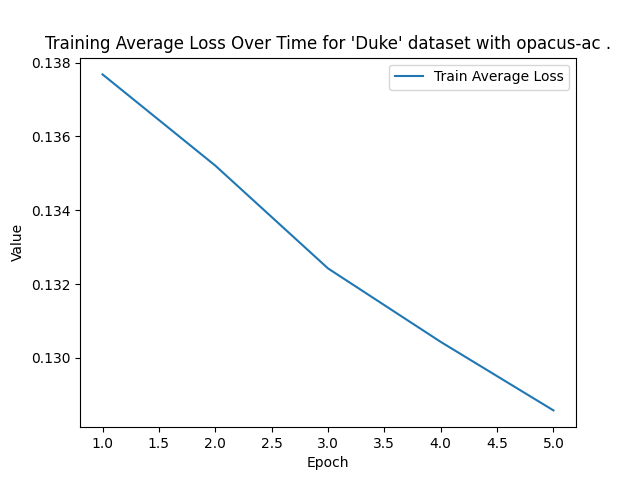 Training Average Loss Over Time for 'Duke' dataset with opacus-ac .
Train Average Loss
Value
0.138
0.136
0.134
0.132
0.130
1.0 1.5 2.0 2.5 3.0 3.5 4.0 4.5 5.0
Epoch